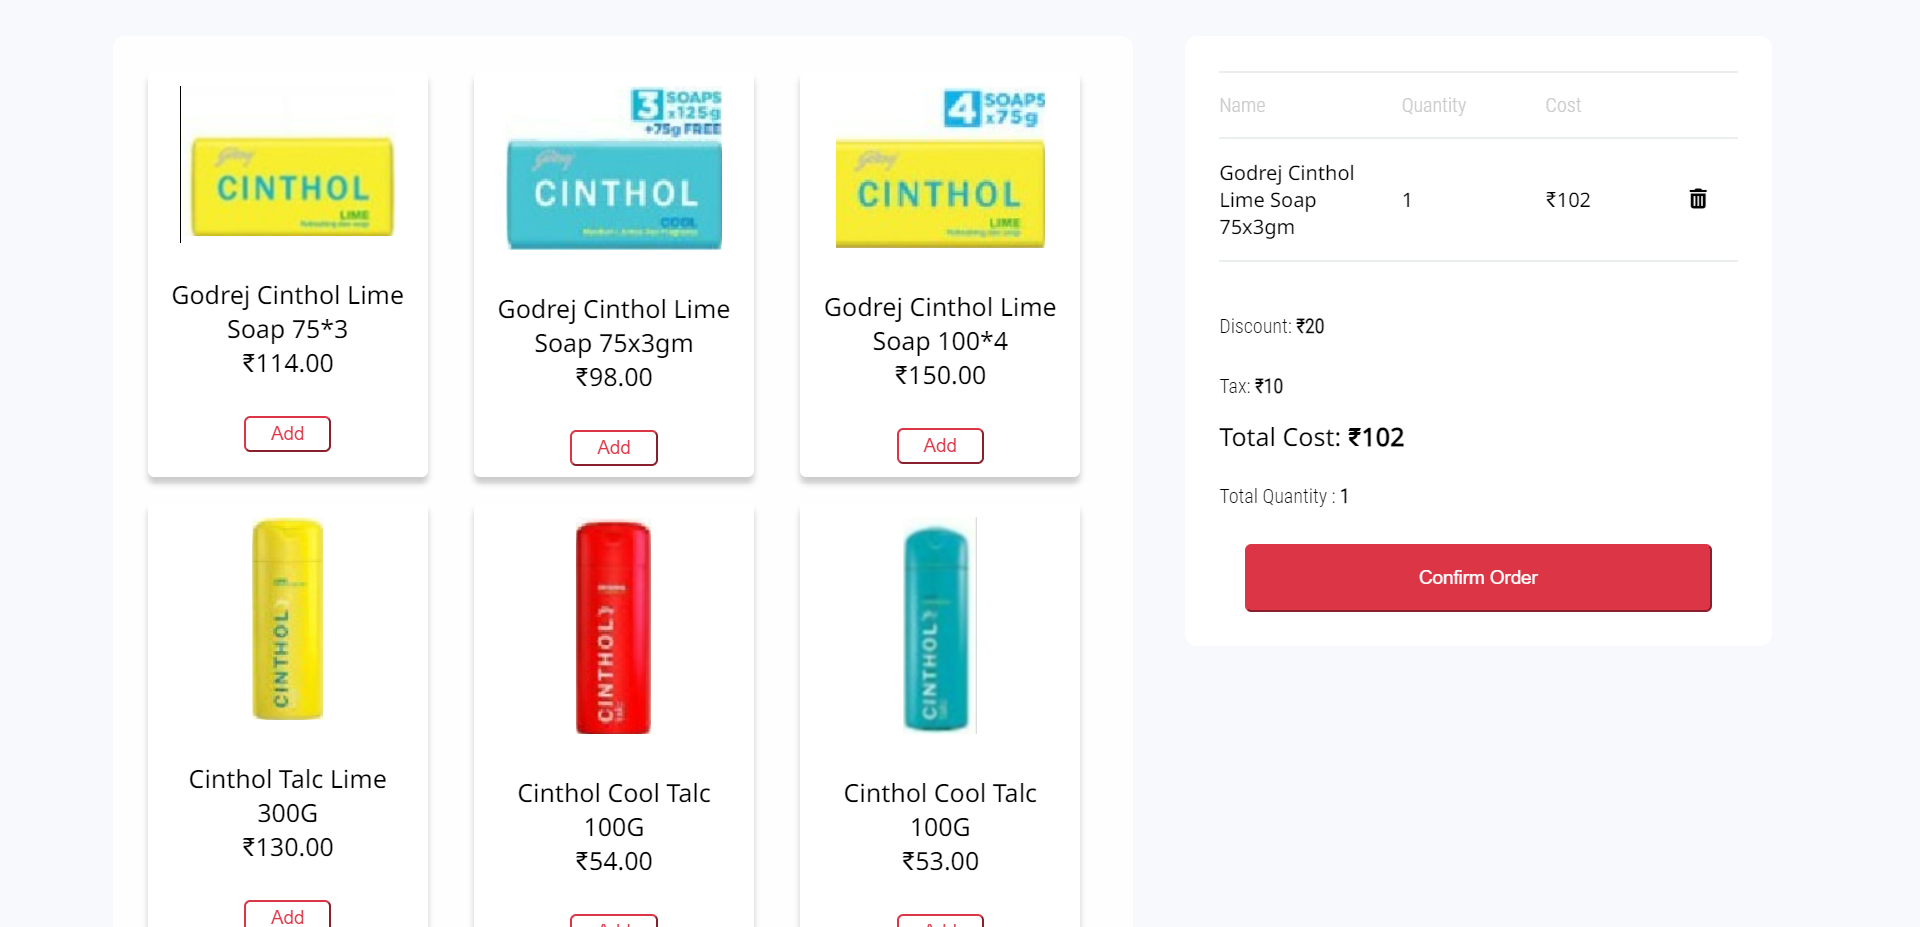 Godrej
CINTHOL
LIME
Godrej Cinthol Lime
Soap 75*3
₹114.00
Add
3 SOAPS
x125g
+75g FREE
Godrej
CINTHOL
COOL
Godrej Cinthol Lime
Soap 75x3gm
₹98.00
Add
4 SOAPS
x75g
Godrej
CINTHOL
LIME
Godrej Cinthol Lime
Soap 100*4
₹150.00
Add
CINTHOL
Cinthol Talc Lime
300G
₹130.00
Add
CINTHOL
talc
Cinthol Cool Talc
100G
₹54.00
Add
CINTHOL
talc
Cinthol Cool Talc
100G
₹53.00
Add
Name Quantity Cost
Godrej Cinthol
Lime Soap
75x3gm
1 ₹102
Discount: ₹20
Tax: ₹10
Total Cost: ₹102
Total Quantity : 1
Confirm Order